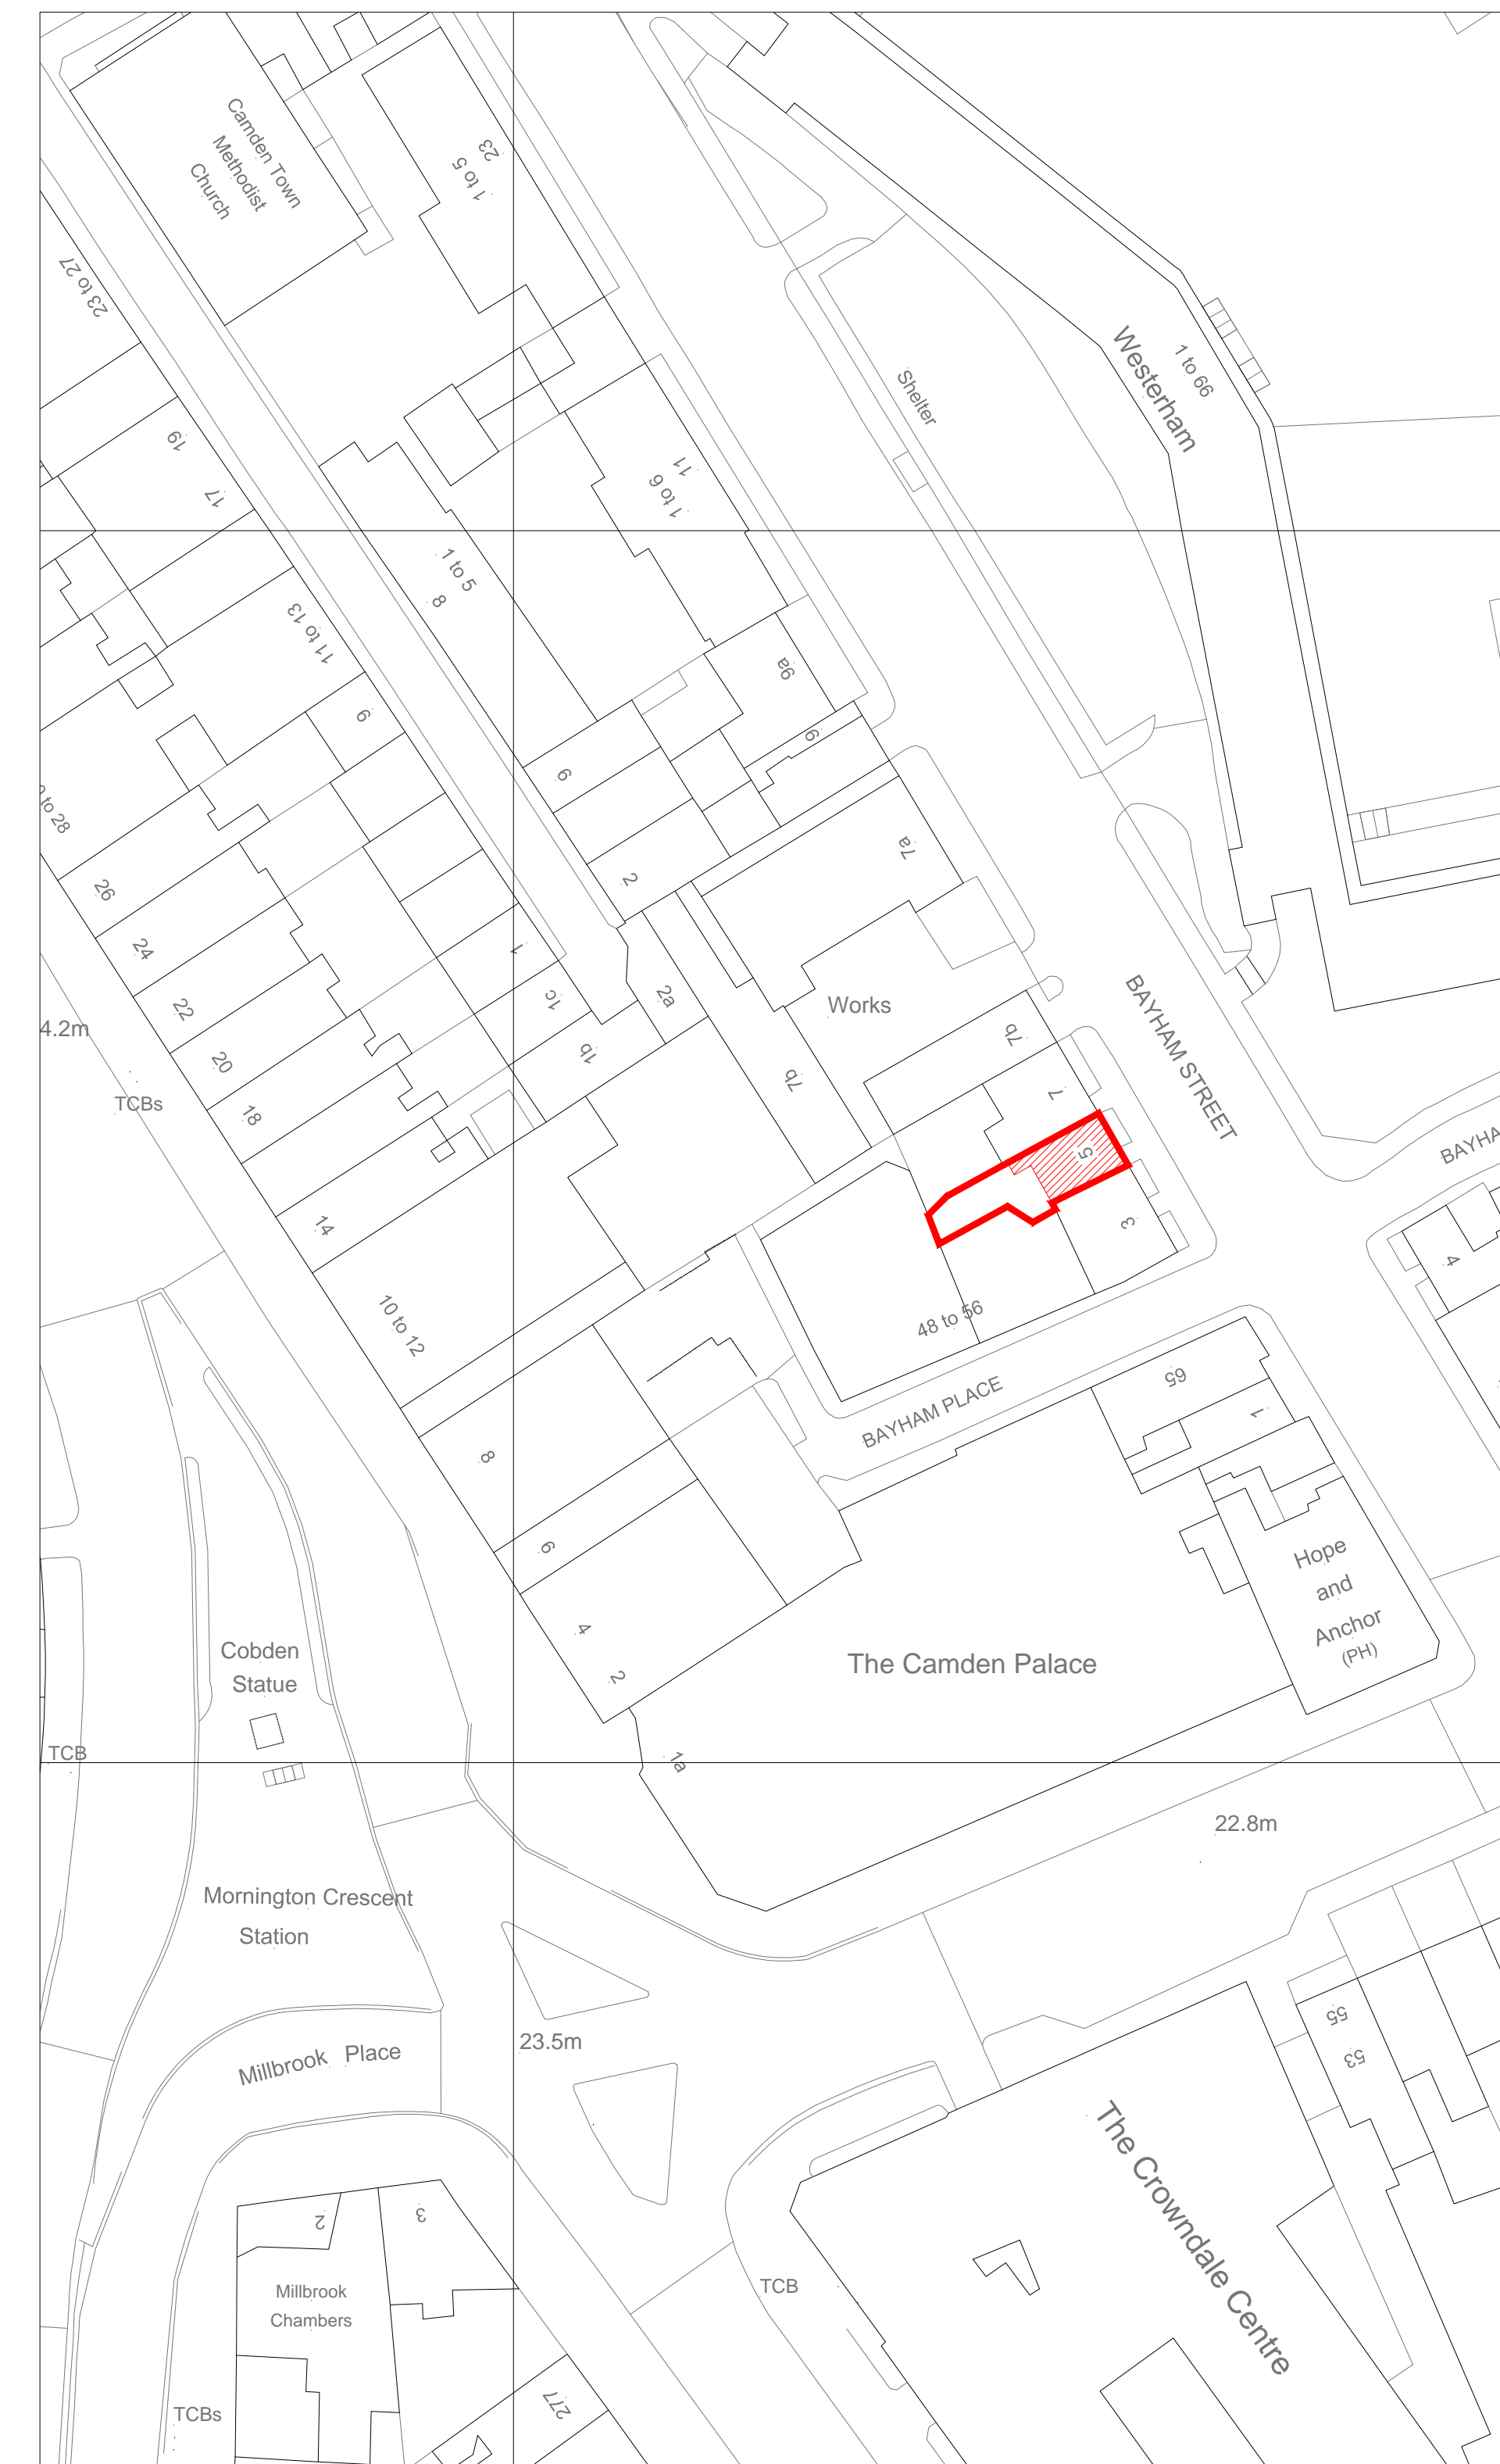 Camden Town
Methodist
Church
23
1 to 5
23 to 27
Westerham
1 to 66
Shelter
19
17
11
1 to 6
1 to 5
8
11 to 13
9a
9
9
6
7a
2
26
24
22
20
18
14
1
1c
1b
2a
Works
7b
7b
7
5
3
BAYHAM STREET
4.2m
TCBs
4
10 to 12
48 to 56
BAYHAM PLACE
65
1
8
6
4
2
Hope
and
Anchor
(PH)
The Camden Palace
Cobden
Statue
TCB
1a
22.8m
Mornington Crescent
Station
23.5m
Millbrook Place
55
53
The Crowndale Centre
2
3
Millbrook
Chambers
TCB
277
TCBs